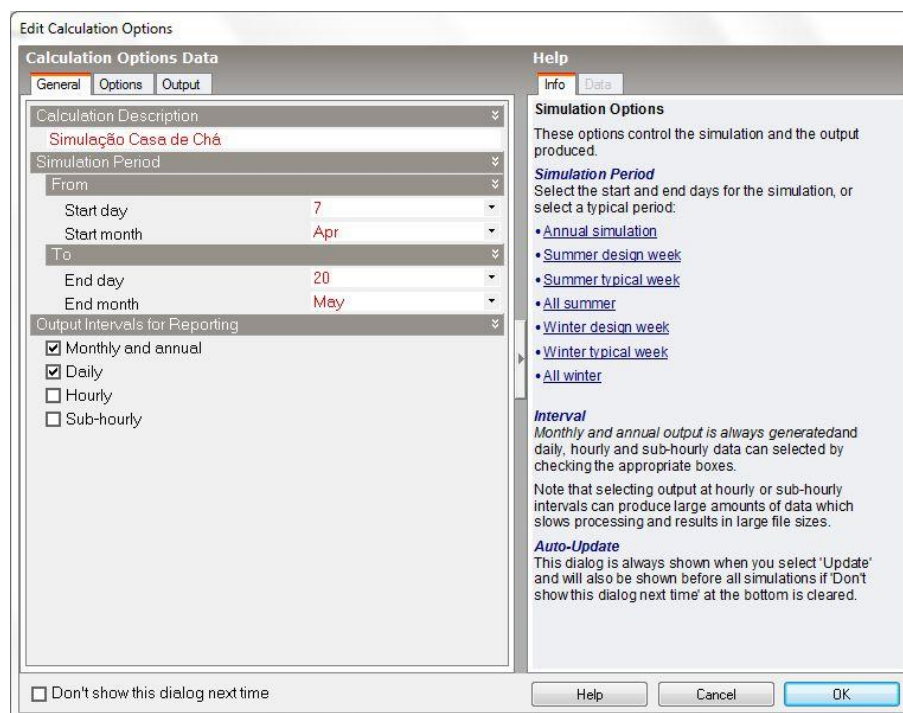 Edit Calculation Options
Calculation Options Data
General Options Output
Calculation Description
Simulação Casa de Chá
Simulation Period
From
Start day 7
Start month Apr
To
End day 20
End month May
Output Intervals for Reporting
Monthly and annual
Daily
Hourly
Sub-hourly
Don't show this dialog next time
Help
Info Data
Simulation Options
These options control the simulation and the output
produced.
Simulation Period
Select the start and end days for the simulation, or
select a typical period:
• Annual simulation
• Summer design week
• Summer typical week
• All summer
• Winter design week
• Winter typical week
• All winter
Interval
Monthly and annual output is always generatedand
daily, hourly and sub-hourly data can selected by
checking the appropriate boxes.
Note that selecting output at hourly or sub-hourly
intervals can produce large amounts of data which
slows processing and results in large file sizes.
Auto-Update
This dialog is always shown when you select 'Update'
and will also be shown before all simulations if 'Don't
show this dialog next time' at the bottom is cleared.
Help Cancel OK